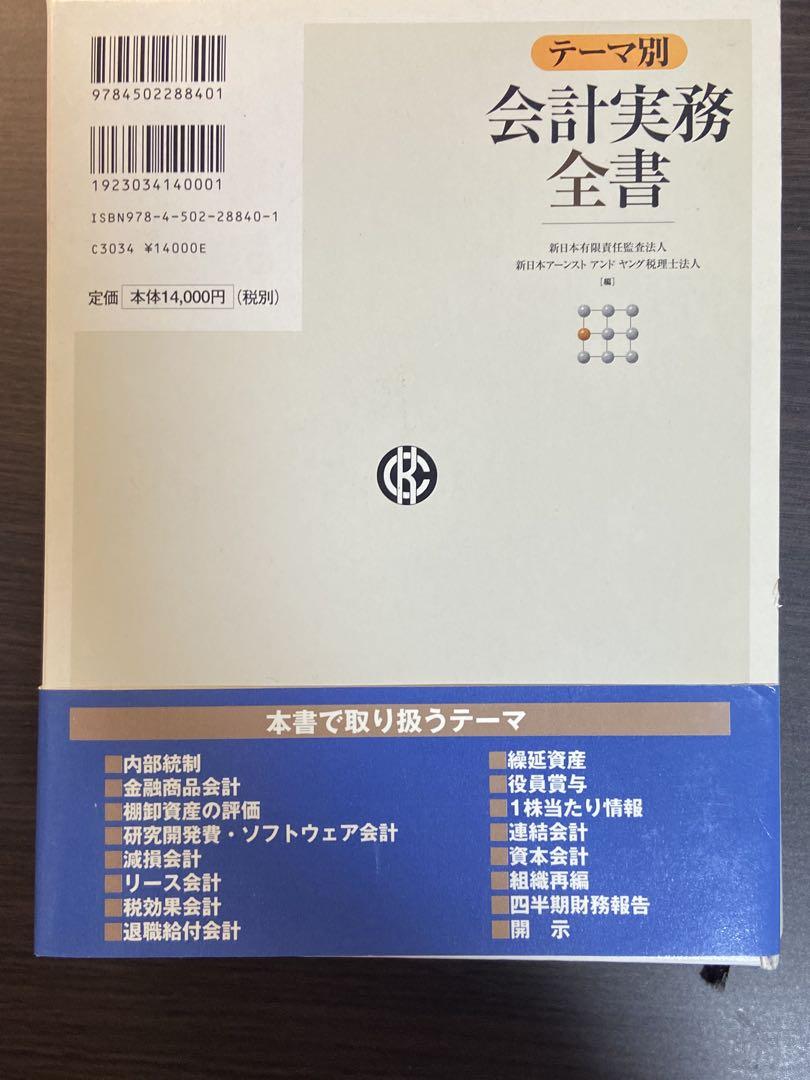 9784502288401
1923034140001
ISBN978-4-502-28840-1
C3034 ¥14000E
定価 本体14,000円 (税別)
テーマ別
会計実務
全書
新日本有限責任監査法人
新日本アーンスト アンド ヤング税理士法人
[編]
本書で取り扱うテーマ
■内部統制
■金融商品会計
■棚卸資産の評価
■研究開発費・ソフトウェア会計
■減損会計
■リース会計
■税効果会計
■退職給付会計
■繰延資産
■役員賞与
■1株当たり情報
■連結会計
■資本会計
■組織再編
■四半期財務報告
■開　示